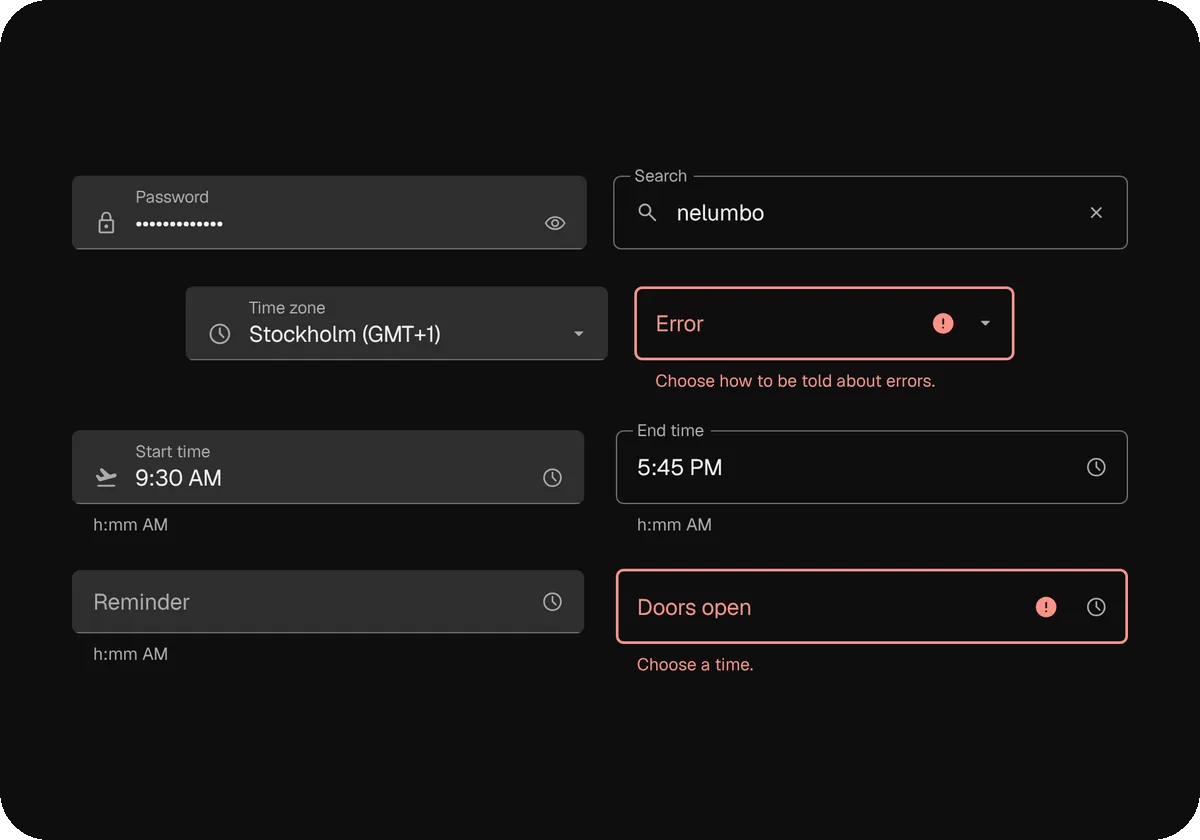 Password
•••••••••••••
Search
nelumbo
Time zone
Stockholm (GMT+1)
Error
Choose how to be told about errors.
Start time
9:30 AM
h:mm AM
End time
5:45 PM
h:mm AM
Reminder
h:mm AM
Doors open
Choose a time.